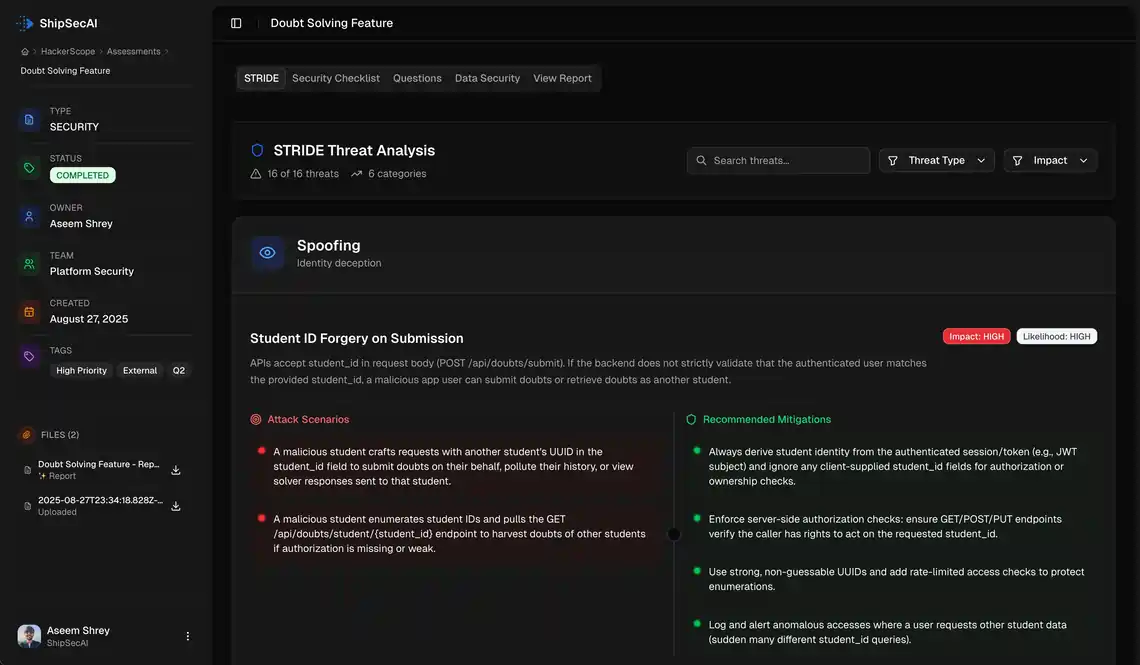 ShipSecAI
HackerScope > Assessments >
Doubt Solving Feature
TYPE
SECURITY
STATUS
COMPLETED
OWNER
Aseem Shrey
TEAM
Platform Security
CREATED
August 27, 2025
TAGS
High Priority External Q2
FILES (2)
Doubt Solving Feature - Rep...
Report
2025-08-27T23:34:18.828Z-...
Uploaded
Aseem Shrey
ShipSecAI
Doubt Solving Feature
STRIDE Security Checklist Questions Data Security View Report
STRIDE Threat Analysis
16 of 16 threats 6 categories
Search threats...
Threat Type
Impact
Spoofing
Identity deception
Student ID Forgery on Submission
Impact: HIGH Likelihood: HIGH
APIs accept student_id in request body (POST /api/doubts/submit). If the backend does not strictly validate that the authenticated user matches
the provided student_id, a malicious app user can submit doubts or retrieve doubts as another student.
Attack Scenarios
A malicious student crafts requests with another student's UUID in the
student_id field to submit doubts on their behalf, pollute their history, or view
solver responses sent to that student.
A malicious student enumerates student IDs and pulls the GET
/api/doubts/student/{student_id} endpoint to harvest doubts of other students
if authorization is missing or weak.
Recommended Mitigations
Always derive student identity from the authenticated session/token (e.g., JWT
subject) and ignore any client-supplied student_id fields for authorization or
ownership checks.
Enforce server-side authorization checks: ensure GET/POST/PUT endpoints
verify the caller has rights to act on the requested student_id.
Use strong, non-guessable UUIDs and add rate-limited access checks to protect
enumerations.
Log and alert anomalous accesses where a user requests other student data
(sudden many different student_id queries).